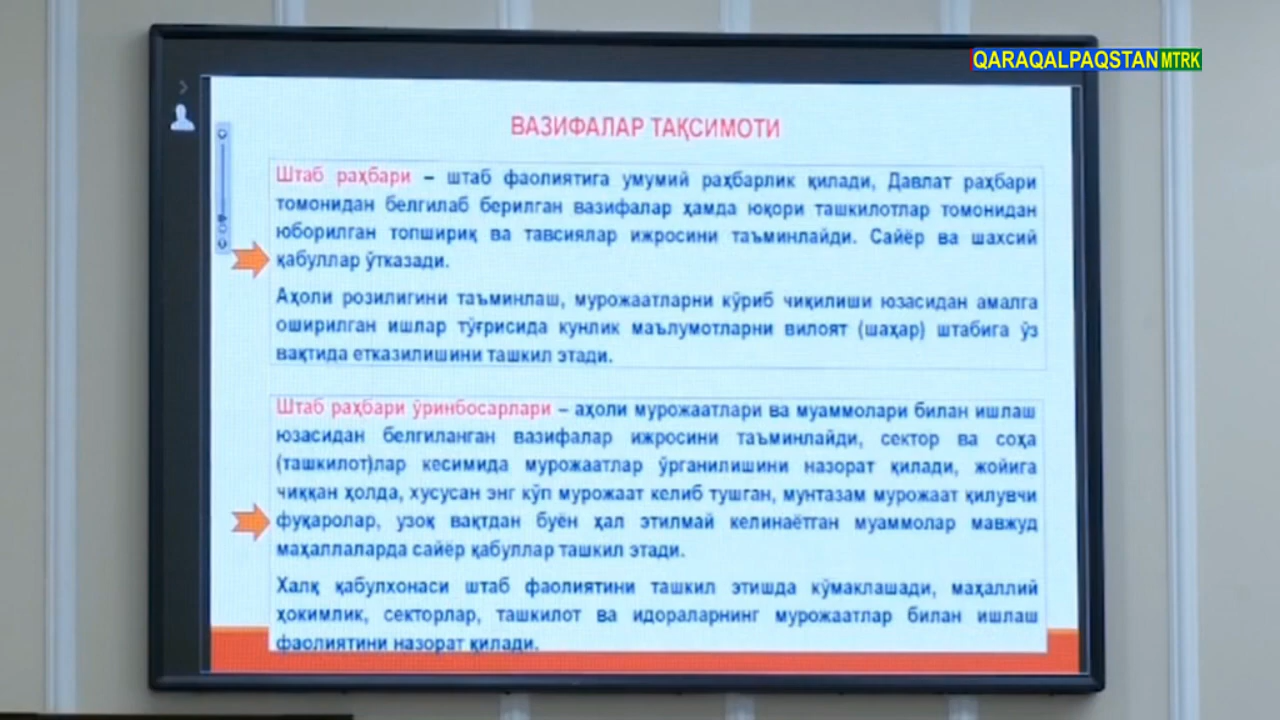 QARAQALPAQSTAN MTRK
ВАЗИФАЛАР ТАҚСИМОТИ
Штаб раҳбари – штаб фаолиятига умумий раҳбарлик қилади, Давлат раҳбари
томонидан белгилаб берилган вазифалар ҳамда юқори ташкилотлар томонидан
юборилган топшириқ ва тавсиялар ижросини таъминлайди. Сайёр ва шахсий
қабуллар ўтказади.
Аҳоли розилигини таъминлаш, мурожаатларни кўриб чиқилиши юзасидан амалга
оширилган ишлар тўғрисида кунлик маълумотларни вилоят (шаҳар) штабига ўз
вақтида етказилишини ташкил этади.
Штаб раҳбари ўринбосарлари – аҳоли мурожаатлари ва муаммолари билан ишлаш
юзасидан белгиланган вазифалар ижросини таъминлайди, сектор ва соҳа
(ташкилот)лар кесимида мурожаатлар ўрганилишини назорат қилади, жойига
чиққан ҳолда, хусусан энг кўп мурожаат келиб тушган, мунтазам мурожаат қилувчи
фуқаролар, узоқ вақтдан буён ҳал этилмай келинаётган муаммолар мавжуд
маҳаллаларда сайёр қабуллар ташкил этади.
Халқ қабулхонаси штаб фаолиятини ташкил этишда кўмаклашади, маҳаллий
ҳокимлик, секторлар, ташкилот ва идораларнинг мурожаатлар билан ишлаш
фаолиятини назорат қилади.